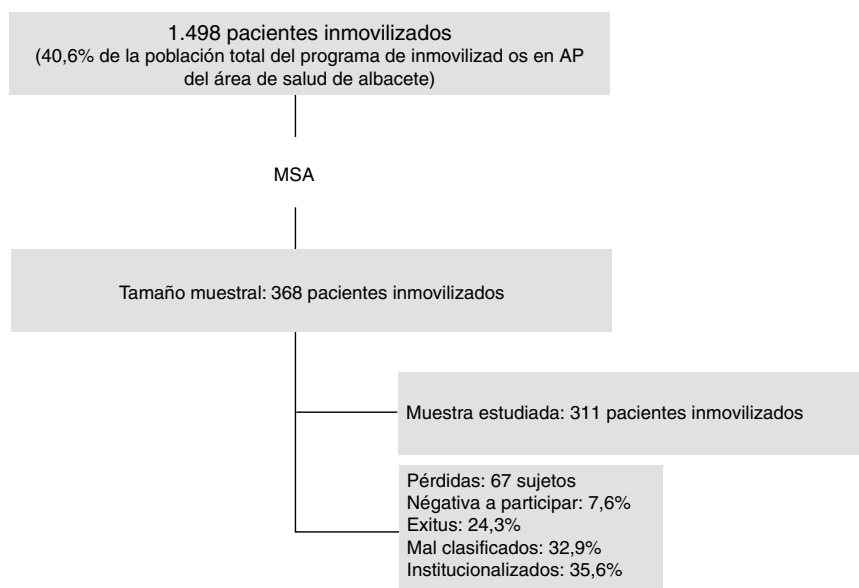 1.498 pacientes inmovilizados
(40,6% de la población total del programa de inmovilizad os en AP
del área de salud de albacete)
MSA
Tamaño muestral: 368 pacientes inmovilizados
Muestra estudiada: 311 pacientes inmovilizados
Pérdidas: 67 sujetos
Négativa a participar: 7,6%
Exitus: 24,3%
Mal clasificados: 32,9%
Institucionalizados: 35,6%